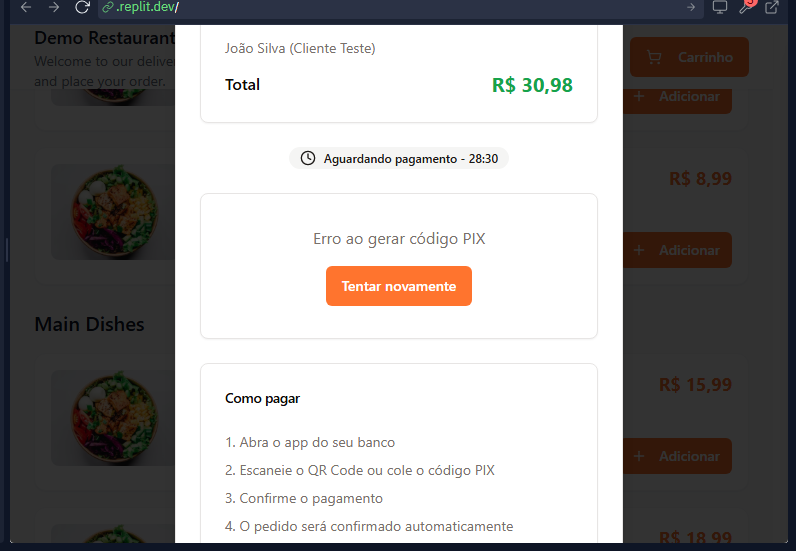 .replit.dev/
Demo Restaurant
Welcome to our deliver
and place your order.
Carrinho
João Silva (Cliente Teste)
Total
R$ 30,98
+ Adicionar
Aguardando pagamento - 28:30
R$ 8,99
Erro ao gerar código PIX
+ Adicionar
Tentar novamente
Main Dishes
R$ 15,99
Como pagar
1. Abra o app do seu banco
+ Adicionar
2. Escaneie o QR Code ou cole o código PIX
3. Confirme o pagamento
4. O pedido será confirmado automaticamente
R$ 18,99